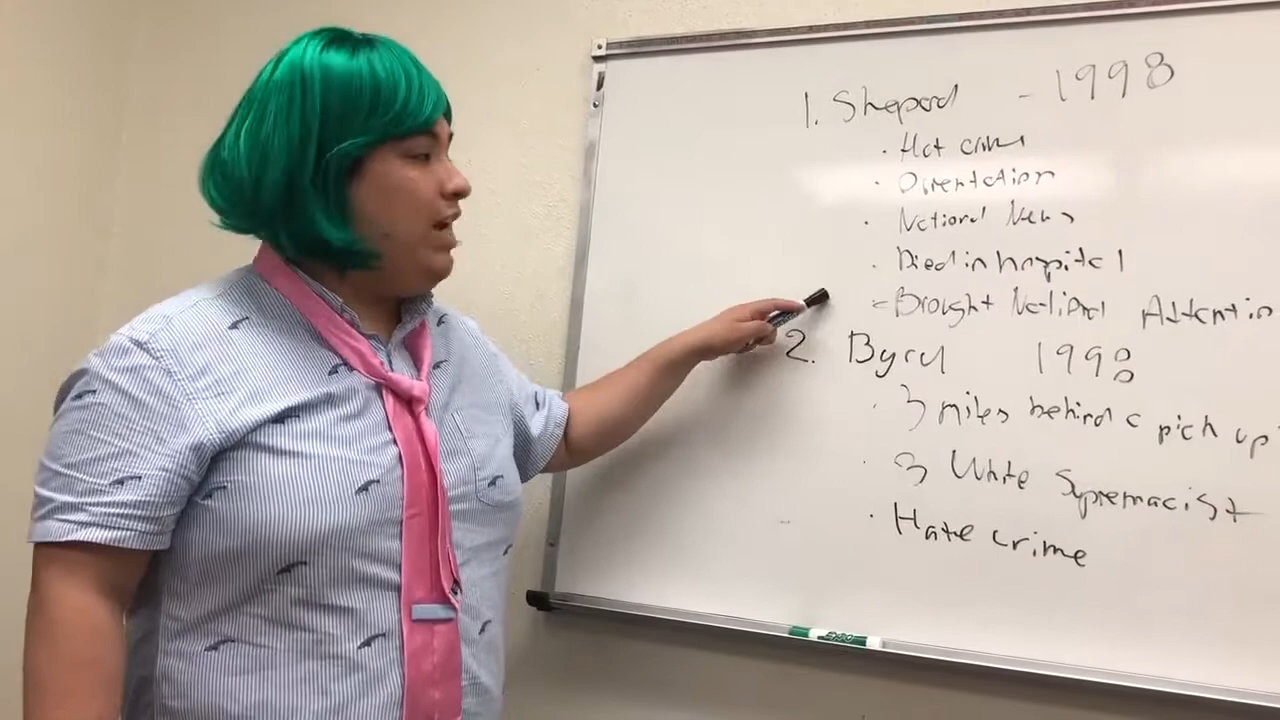 1. Shepard - 1998
· Hat crime
· Orientation
· National News
· Died in hospital
- Brought National Attention
2. Byrd 1998
· 3 miles behind a pick up
· 3 White Supremacist
· Hate crime
EXPO